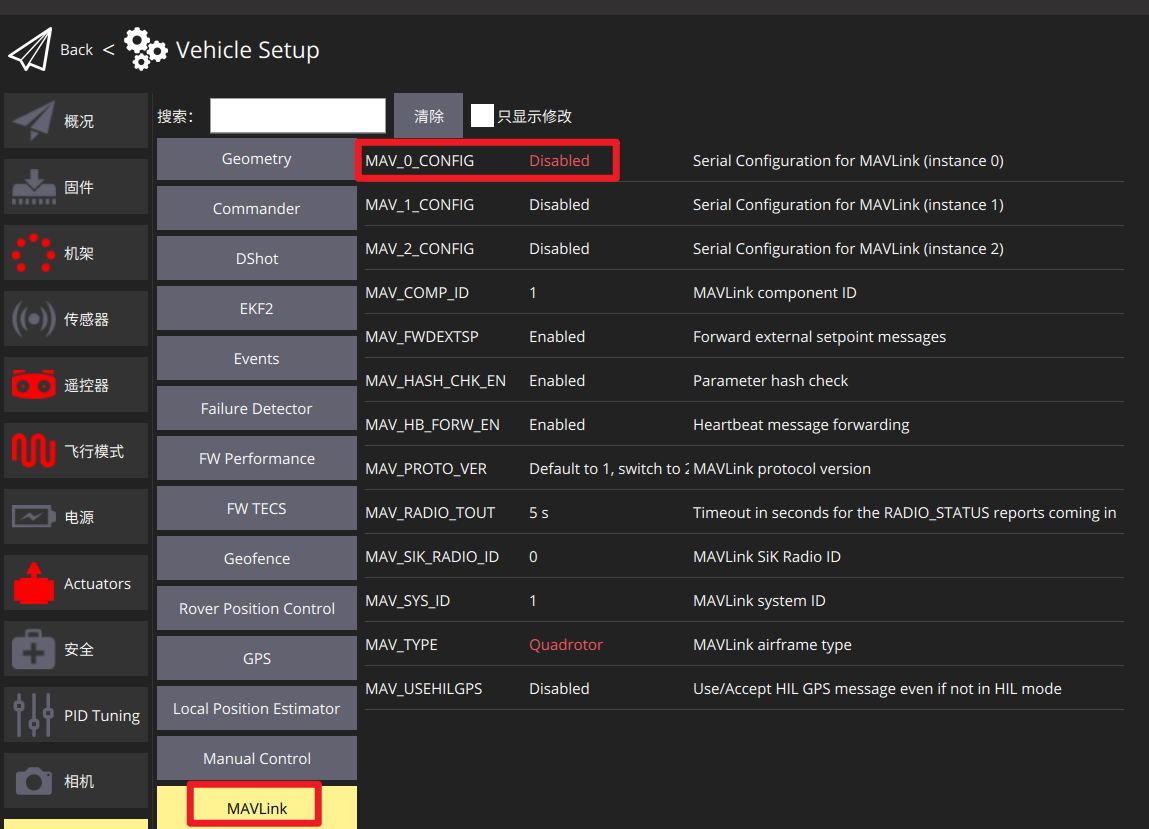 Back < Vehicle Setup
概况
固件
机架
传感器
遥控器
飞行模式
电源
Actuators
安全
PID Tuning
相机
搜索：
清除
只显示修改
Geometry
Commander
DShot
EKF2
Events
Failure Detector
FW Performance
FW TECS
Geofence
Rover Position Control
GPS
Local Position Estimator
Manual Control
MAVLink
MAV_0_CONFIG Disabled Serial Configuration for MAVLink (instance 0)
MAV_1_CONFIG Disabled Serial Configuration for MAVLink (instance 1)
MAV_2_CONFIG Disabled Serial Configuration for MAVLink (instance 2)
MAV_COMP_ID 1 MAVLink component ID
MAV_FWDEXTSP Enabled Forward external setpoint messages
MAV_HASH_CHK_EN Enabled Parameter hash check
MAV_HB_FORW_EN Enabled Heartbeat message forwarding
MAV_PROTO_VER Default to 1, switch to 2 MAVLink protocol version
MAV_RADIO_TOUT 5 s Timeout in seconds for the RADIO_STATUS reports coming in
MAV_SIK_RADIO_ID 0 MAVLink SiK Radio ID
MAV_SYS_ID 1 MAVLink system ID
MAV_TYPE Quadrotor MAVLink airframe type
MAV_USEHILGPS Disabled Use/Accept HIL GPS message even if not in HIL mode